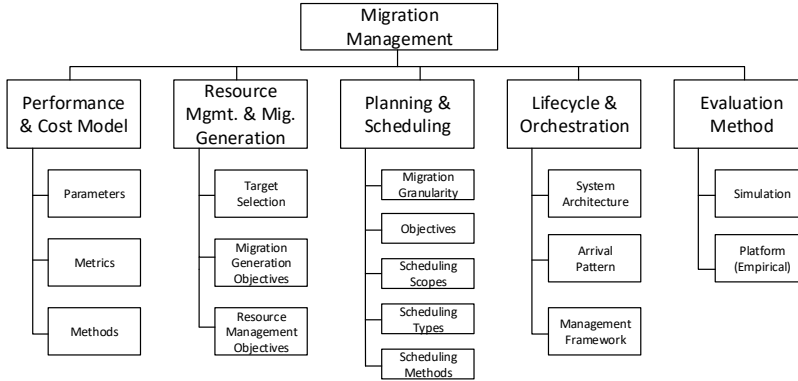 Migration
Management
Performance
& Cost Model
Parameters
Metrics
Methods
Resource
Mgmt. & Mig.
Generation
Target
Selection
Migration
Generation
Objectives
Resource
Management
Objectives
Planning &
Scheduling
Migration
Granularity
Objectives
Scheduling
Scopes
Scheduling
Types
Scheduling
Methods
Lifecycle &
Orchestration
System
Architecture
Arrival
Pattern
Management
Framework
Evaluation
Method
Simulation
Platform
(Empirical)